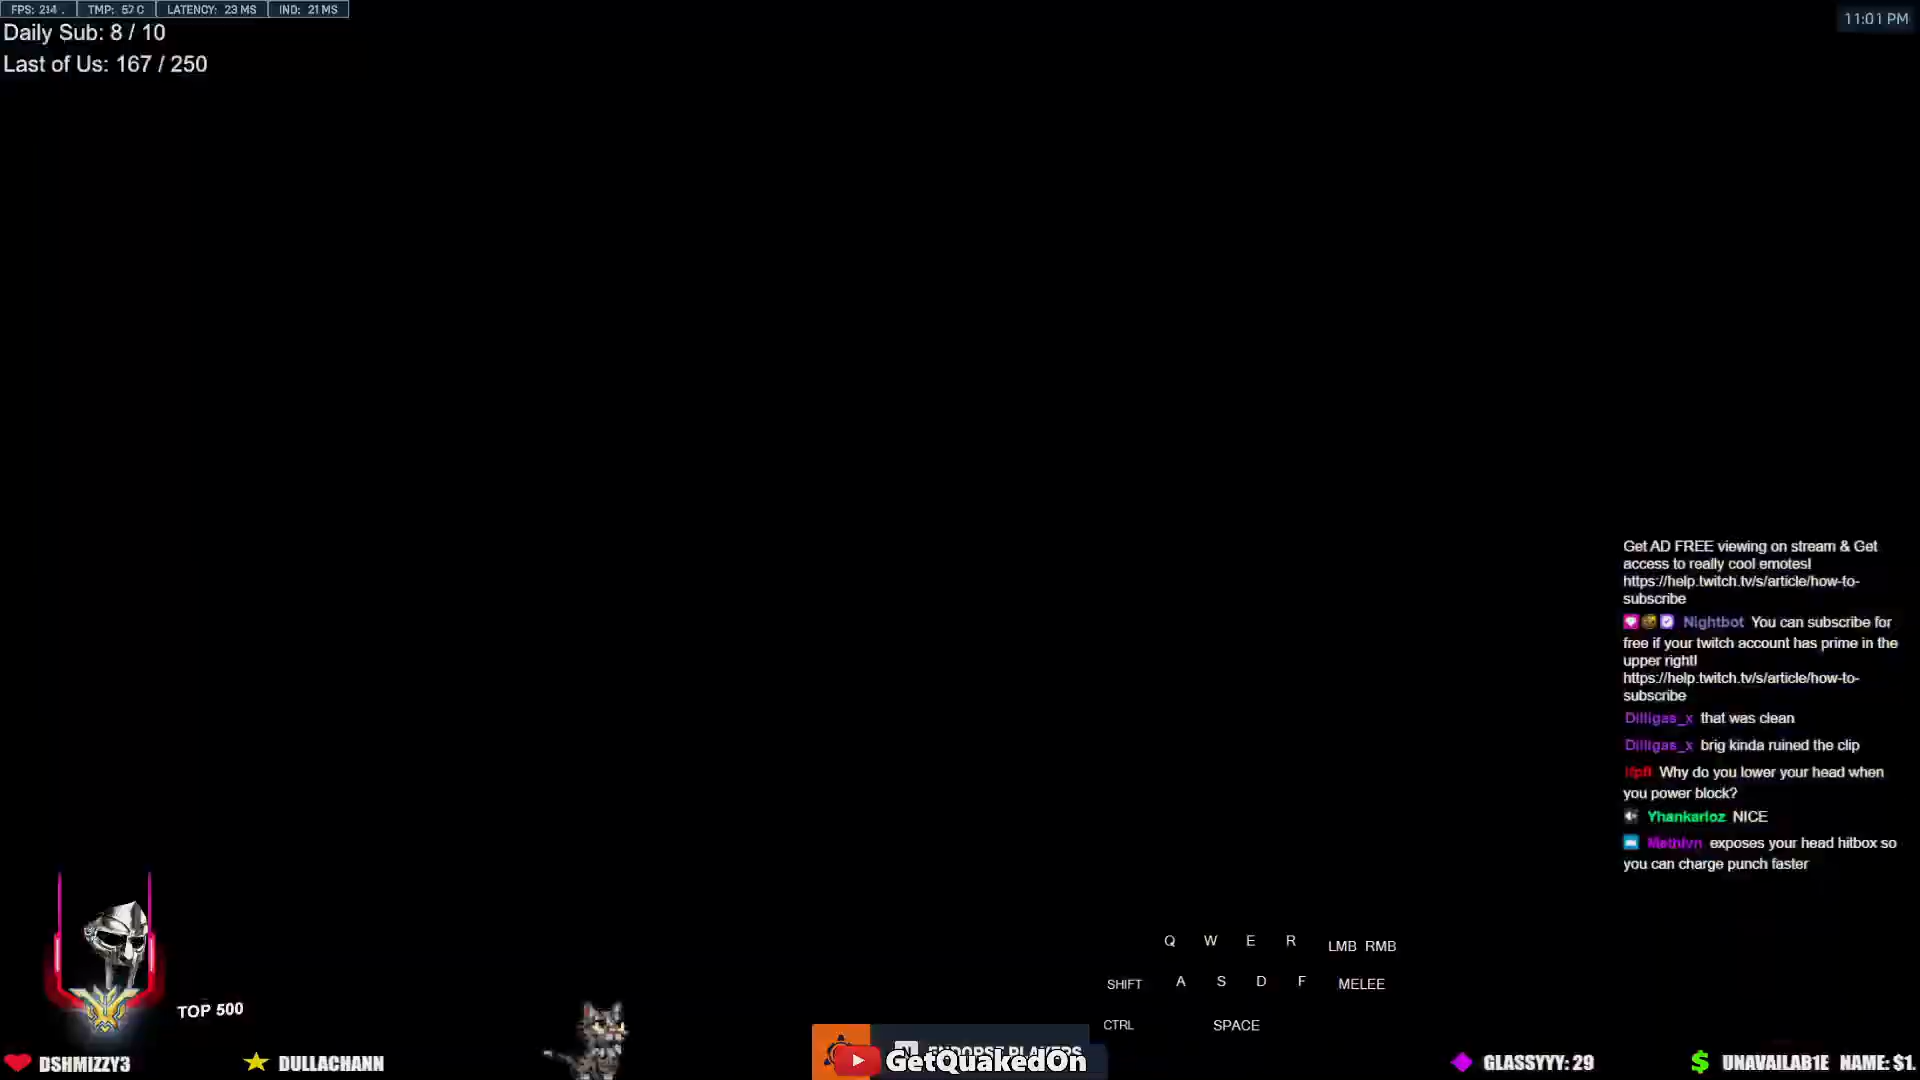 FPS: 214
TMP: 57 C
LATENCY: 23 MS
IND: 21 MS
11:01 PM
Daily Sub: 8 / 10
Last of Us: 167 / 250
Get AD FREE viewing on stream & Get
access to really cool emotes!
https://help.twitch.tv/s/article/how-to-
subscribe
Nightbot You can subscribe for
free if your twitch account has prime in the
upper right!
https://help.twitch.tv/s/article/how-to-
subscribe
Dilligas_x that was clean
Dilligas_x brig kinda ruined the clip
Why do you lower your head when
you power block?
Yhankarloz NICE
exposes your head hitbox so
you can charge punch faster
Q W E R LMB RMB
SHIFT A S D F MELEE
CTRL SPACE
TOP 500
N ENDORSE PLAYERS
DSHMIZZY3
DULLACHANN
GetQuakedOn
GLASSYYY: 29
$ UNAVAILAB1E NAME: $1.